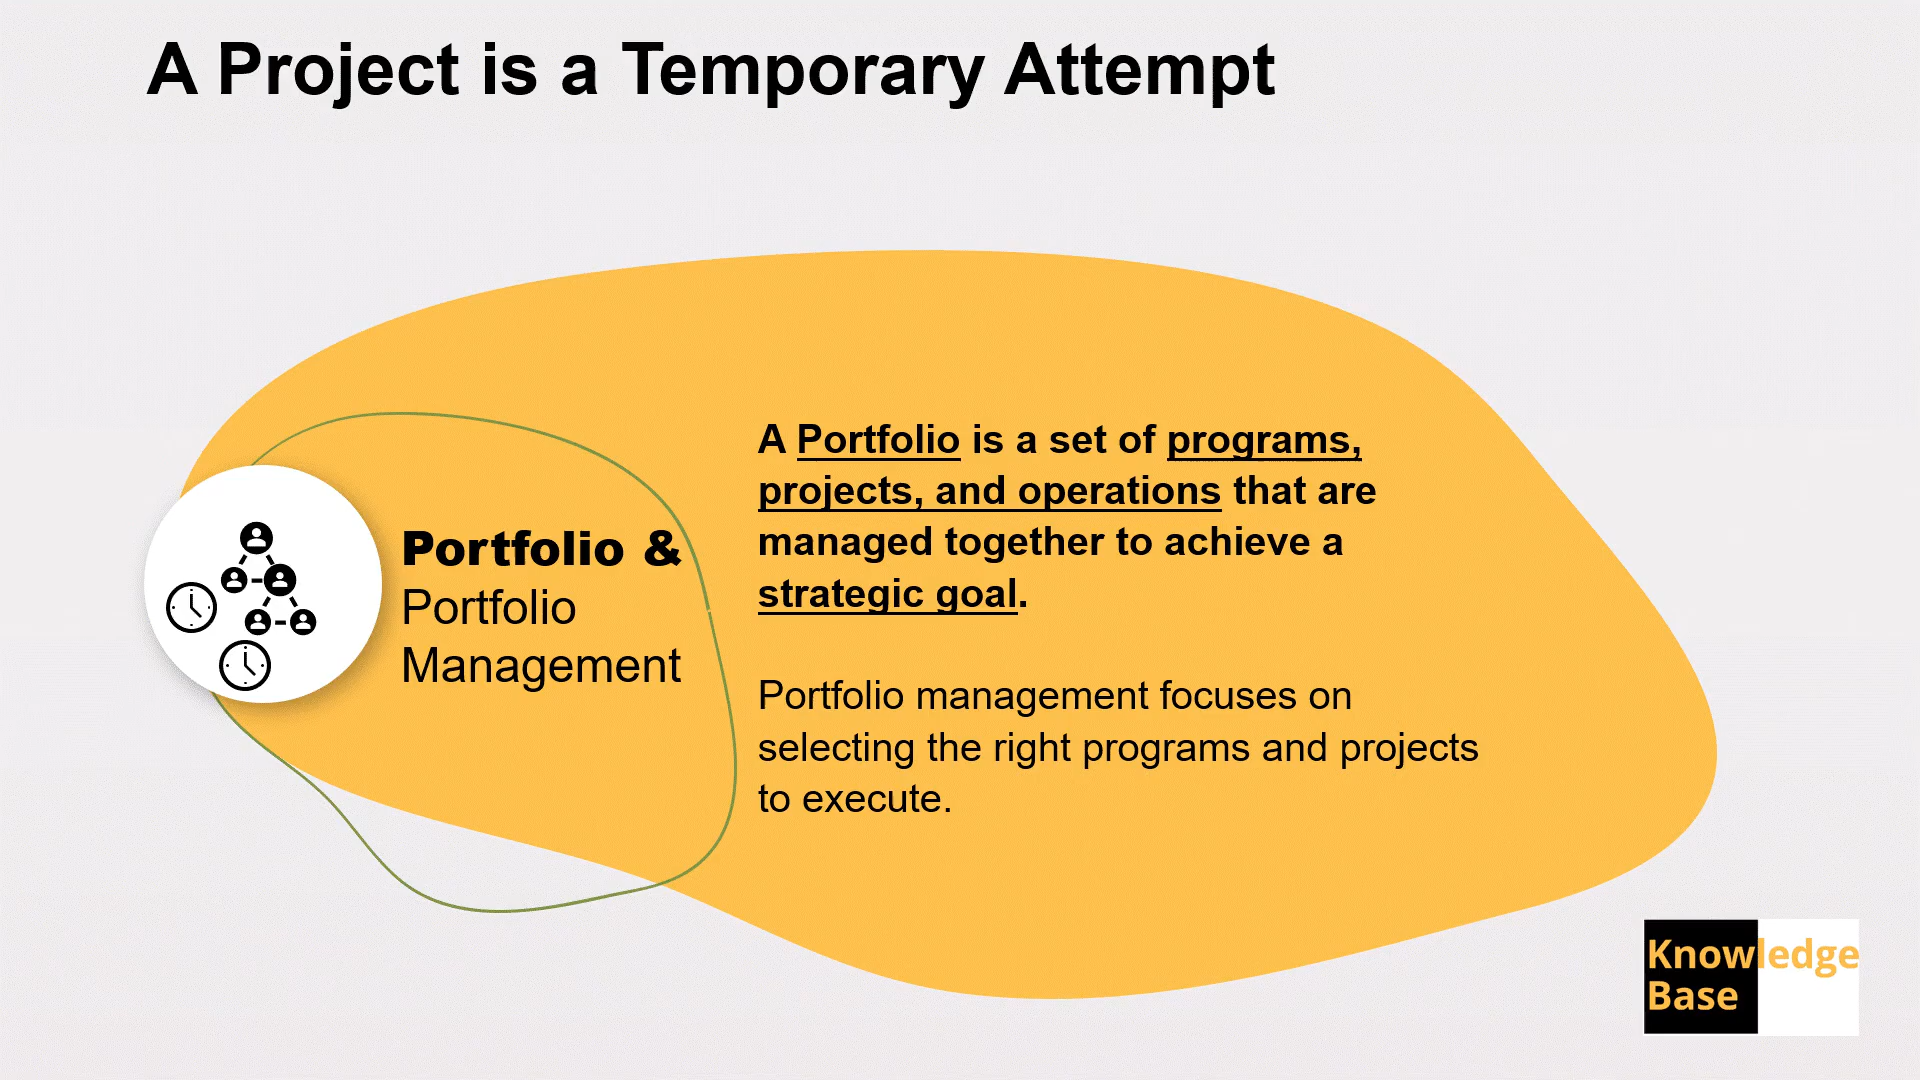 A Project is a Temporary Attempt
Portfolio &
Portfolio
Management
A Portfolio is a set of programs,
projects, and operations that are
managed together to achieve a
strategic goal.
Portfolio management focuses on
selecting the right programs and projects
to execute.
Knowledge
Base